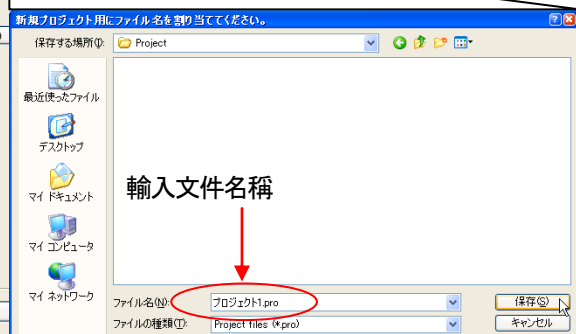 新規プロジェクト用にファイル名を割り当ててください。
保存する場所(I):
Project
最近使ったファイル
デスクトップ
マイ ドキュメント
マイ コンピュータ
マイ ネットワーク
輸入文件名稱
ファイル名(N):
プロジェクト1.pro
保存(S)
ファイルの種類(T):
Project files (*.pro)
キャンセル